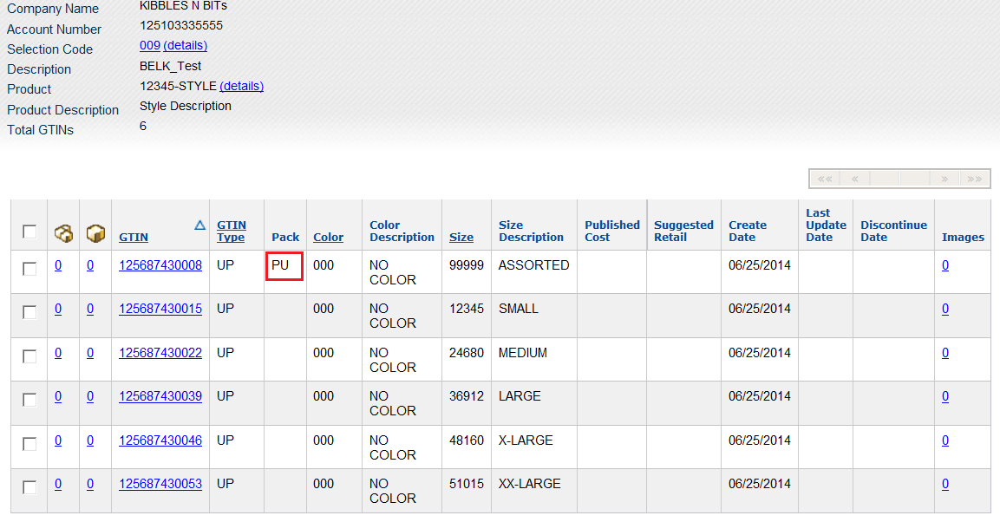 Company Name KIBBLES N BITs
Account Number 125103335555
Selection Code 009 (details)
Description BELK_Test
Product 12345-STYLE (details)
Product Description Style Description
Total GTINs 6
«« « » »»
GTIN GTIN Type Pack Color Color Description Size Size Description Published Cost Suggested Retail Create Date Last Update Date Discontinue Date Images
0 0 125687430008 UP PU 000 NO COLOR 99999 ASSORTED 06/25/2014 0
0 0 125687430015 UP 000 NO COLOR 12345 SMALL 06/25/2014 0
0 0 125687430022 UP 000 NO COLOR 24680 MEDIUM 06/25/2014 0
0 0 125687430039 UP 000 NO COLOR 36912 LARGE 06/25/2014 0
0 0 125687430046 UP 000 NO COLOR 48160 X-LARGE 06/25/2014 0
0 0 125687430053 UP 000 NO COLOR 51015 XX-LARGE 06/25/2014 0